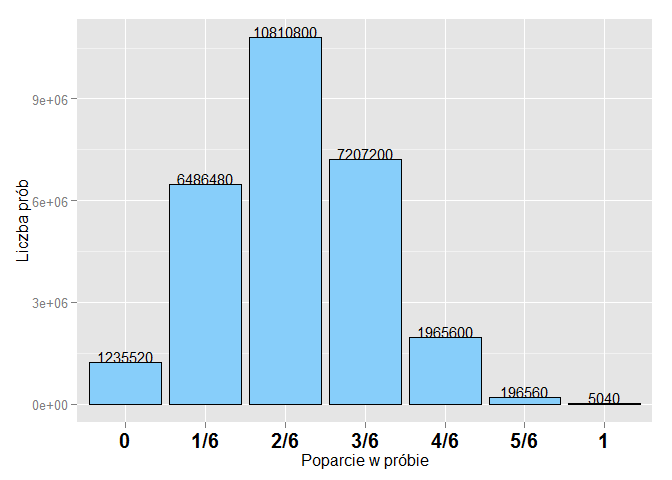 10810800
9e+06
7207200
6486480
6e+06
Liczba prób
3e+06
1965600
1235520
196560
5040
0e+00
0 1/6 2/6 3/6 4/6 5/6 1
Poparcie w próbie